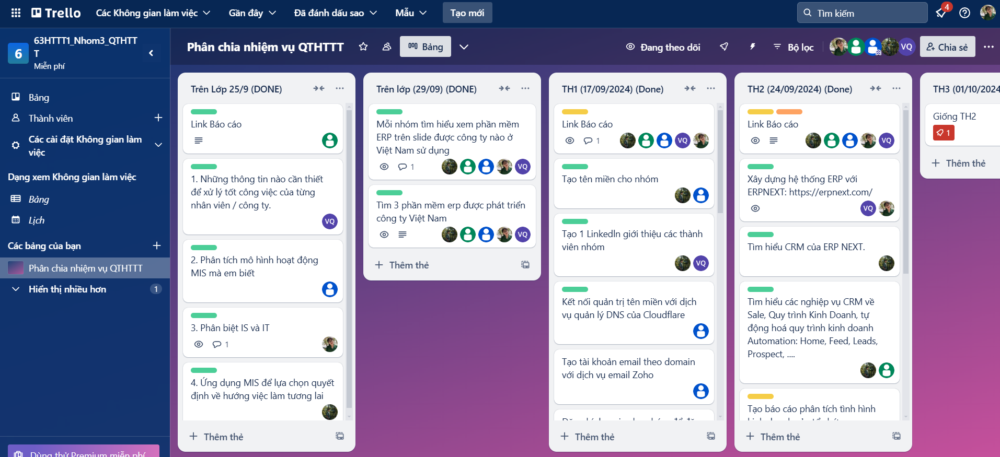 Trello
Các Không gian làm việc
Gần đây
Đã đánh dấu sao
Mẫu
Tạo mới
Tìm kiếm
4
6
63HTTT1_Nhom3_QTHTT
T
Miễn phí
Bảng
Thành viên
Các cài đặt Không gian làm
việc
Dạng xem Không gian làm việc
Bảng
Lịch
Các bảng của bạn
Phân chia nhiệm vụ QTHTTT
Hiển thị nhiều hơn
1
Dùng thử Premium miễn phí
Phân chia nhiệm vụ QTHTTT
Bảng
Đang theo dõi
Bộ lọc
VQ
Chia sẻ
Trên Lớp 25/9 (DONE)
Link Báo cáo
1. Những thông tin nào cần thiết
để xử lý tốt công việc của từng
nhân viên / công ty.
VQ
2. Phân tích mô hình hoạt động
MIS mà em biết
3. Phân biệt IS và IT
1
4. Ứng dụng MIS để lựa chọn quyết
định về hướng việc làm tương lai
Thêm thẻ
Trên lớp (29/09) (DONE)
Mỗi nhóm tìm hiểu xem phần mềm
ERP trên slide được công ty nào ở
Việt Nam sử dụng
1
VQ
Tìm 3 phần mềm erp được phát triển
công ty Việt Nam
VQ
Thêm thẻ
TH1 (17/09/2024) (Done)
Link Báo cáo
1
VQ
Tạo tên miền cho nhóm
Tạo 1 LinkedIn giới thiệu các thành
viên nhóm
VQ
Kết nối quản trị tên miền với dịch
vụ quản lý DNS của Cloudflare
Tạo tài khoản email theo domain
với dịch vụ email Zoho
Thêm thẻ
TH2 (24/09/2024) (Done)
Link Báo cáo
VQ
Xây dựng hệ thống ERP với
ERPNEXT: https://erpnext.com/
VQ
Tìm hiểu CRM của ERP NEXT.
Tìm hiểu các nghiệp vụ CRM về
Sale, Quy trình Kinh Doanh, tự
động hoá quy trình kinh doanh
Automation: Home, Feed, Leads,
Prospect, ....
Tạo báo cáo phân tích tình hình
Thêm thẻ
TH3 (01/10/2024
Giống TH2
1
Thêm thẻ